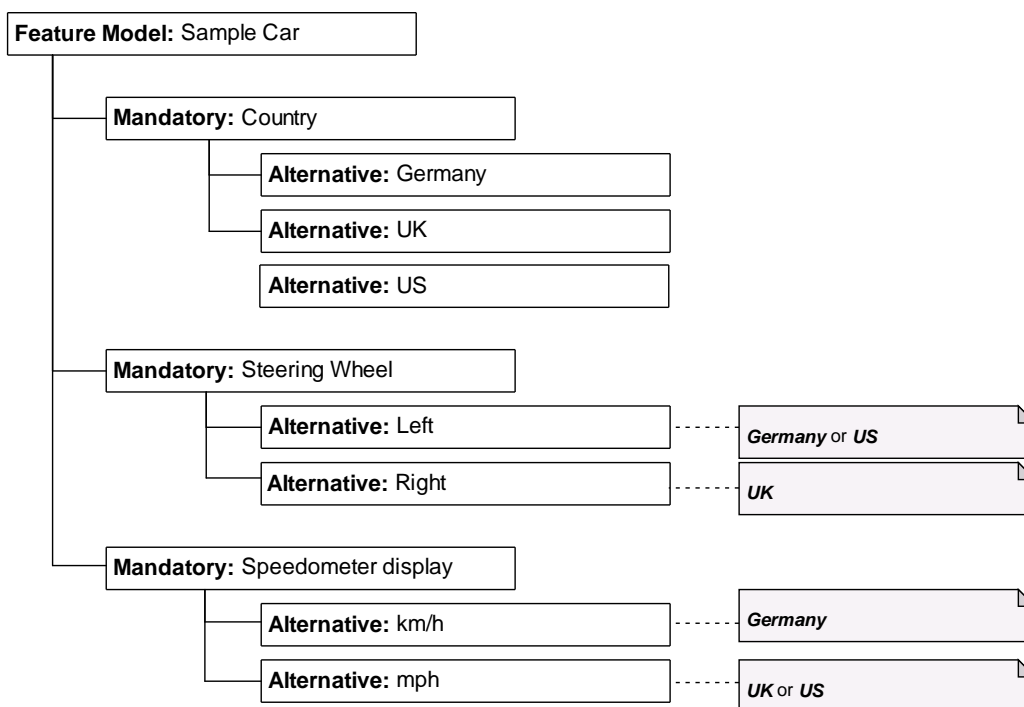 Feature Model: Sample Car
Mandatory: Country
Alternative: Germany
Alternative: UK
Alternative: US
Mandatory: Steering Wheel
Alternative: Left
Germany or US
Alternative: Right
UK
Mandatory: Speedometer display
Alternative: km/h
Germany
Alternative: mph
UK or US